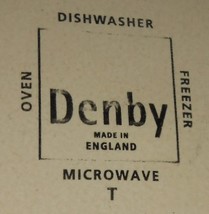 DISHWASHER
OVEN
Denby
MADE IN
ENGLAND
FREEZER
MICROWAVE
T